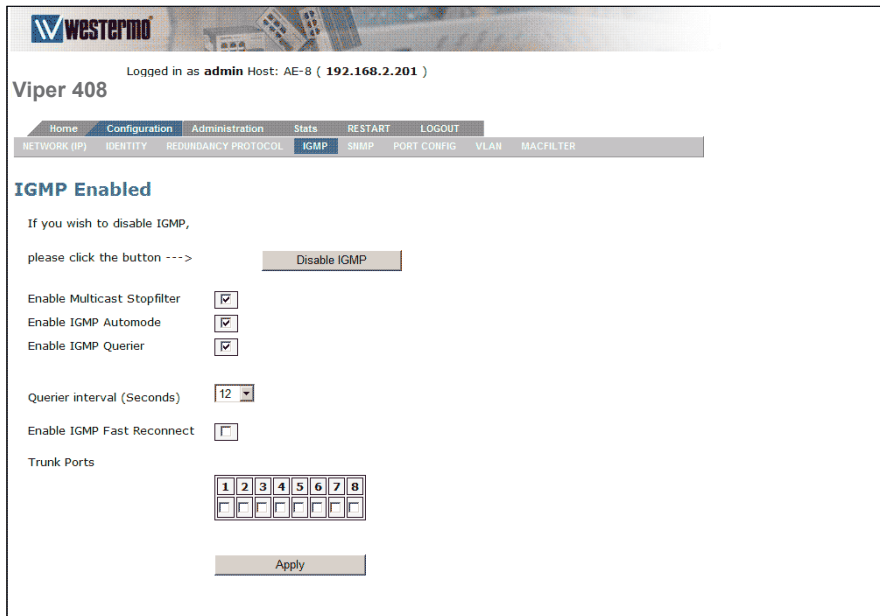 westermo
Logged in as admin Host: AE-8 ( 192.168.2.201 )
Viper 408
Home Configuration Administration Stats RESTART LOGOUT
NETWORK (IP) IDENTITY REDUNDANCY PROTOCOL IGMP SNMP PORT CONFIG VLAN MACFILTER
IGMP Enabled
If you wish to disable IGMP,
please click the button ---> Disable IGMP
Enable Multicast Stopfilter
Enable IGMP Automode
Enable IGMP Querier
Querier interval (Seconds) 12
Enable IGMP Fast Reconnect
Trunk Ports
1 2 3 4 5 6 7 8
Apply